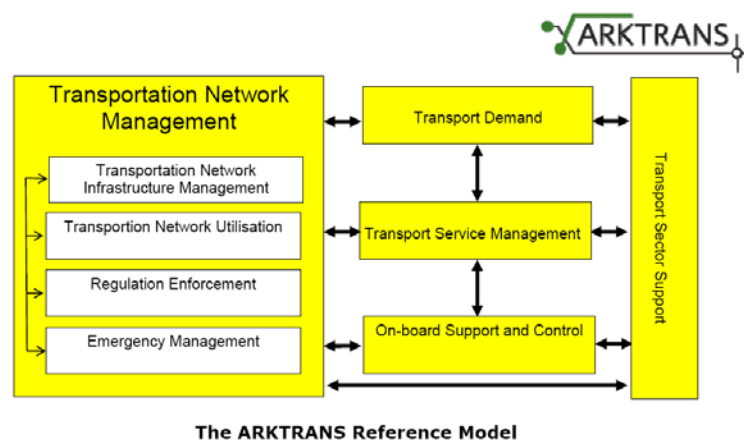 ARKTRANS
Transportation Network
Management
Transportation Network
Infrastructure Management
Transportion Network Utilisation
Regulation Enforcement
Emergency Management
Transport Demand
Transport Service Management
On-board Support and Control
Transport Sector Support
The ARKTRANS Reference Model